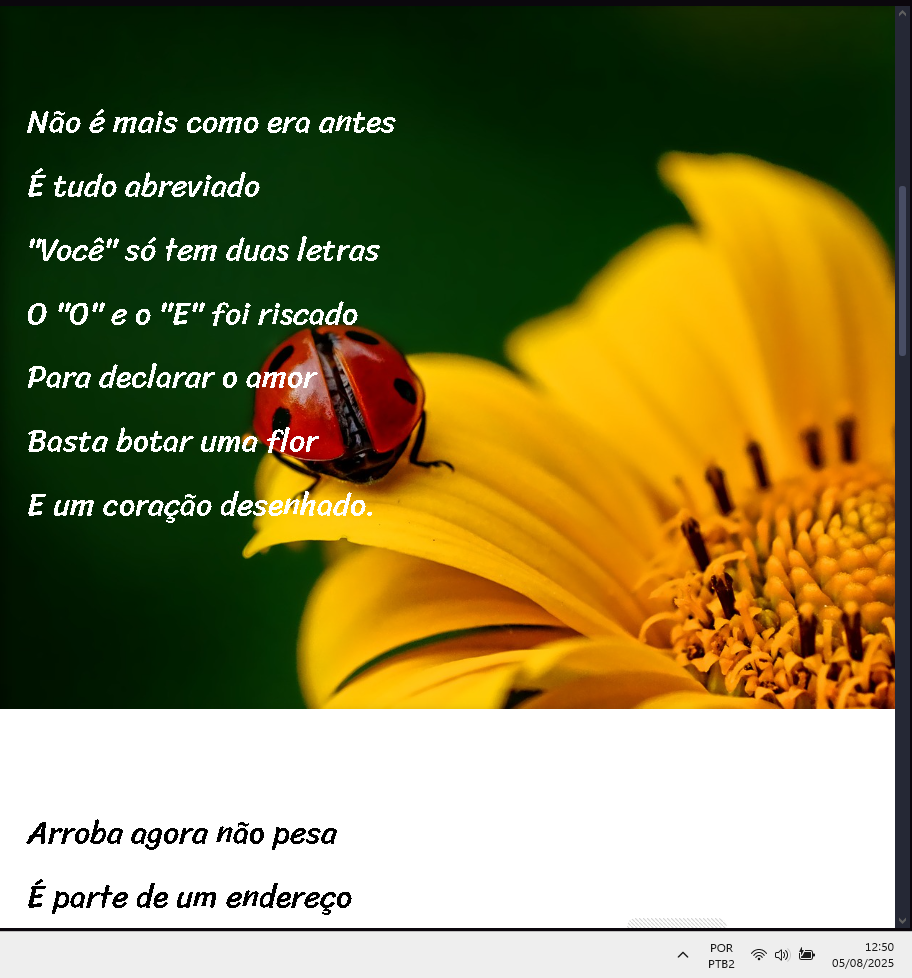 Não é mais como era antes
É tudo abreviado
"Você" só tem duas letras
O "O" e o "E" foi riscado
Para declarar o amor
Basta botar uma flor
E um coração desenhado.
Arroba agora não pesa
É parte de um endereço
POR
PTB2
12:50
05/08/2025